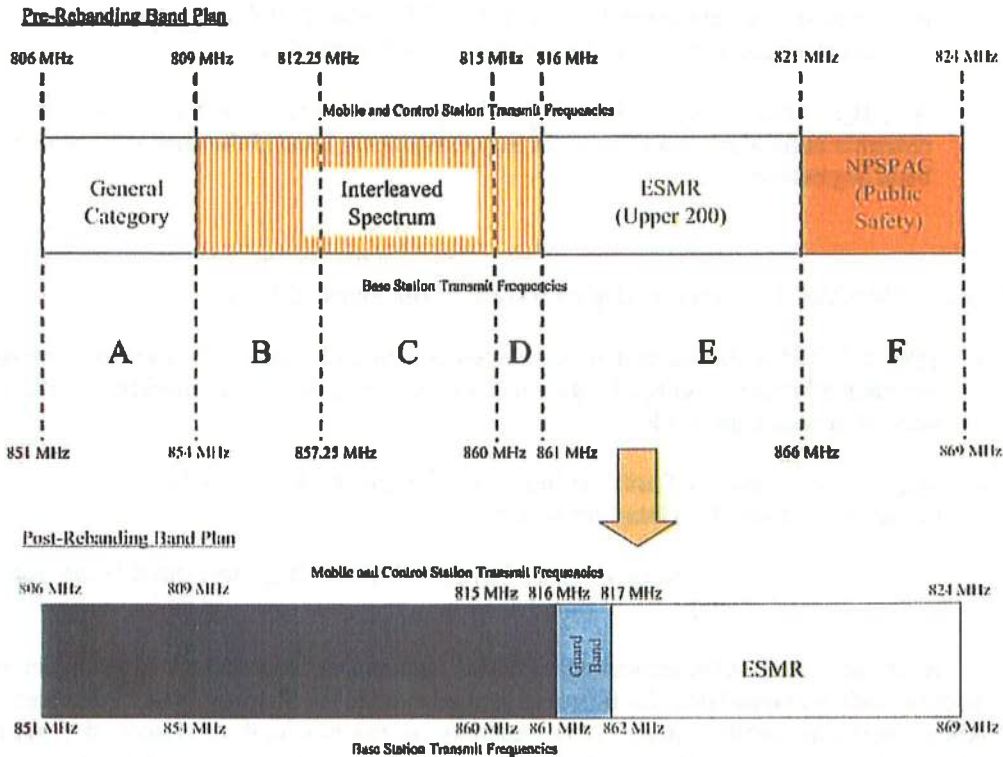 Pre-Rebanding Band Plan
806 MHz 809 MHz 812.25 MHz 815 MHz 816 MHz 821 MHz 824 MHz
Mobile and Control Station Transmit Frequencies
General
Category
Interleaved
Spectrum
ESMR
(Upper 200)
NPSPAC
(Public
Safety)
Base Station Transmit Frequencies
A B C D E F
851 MHz 854 MHz 857.25 MHz 860 MHz 861 MHz 866 MHz 869 MHz
Post-Rebanding Band Plan
Mobile and Control Station Transmit Frequencies
806 MHz 809 MHz 815 MHz 816 MHz 817 MHz 824 MHz
Guard
Band
ESMR
851 MHz 854 MHz 860 MHz 861 MHz 862 MHz 869 MHz
Base Station Transmit Frequencies